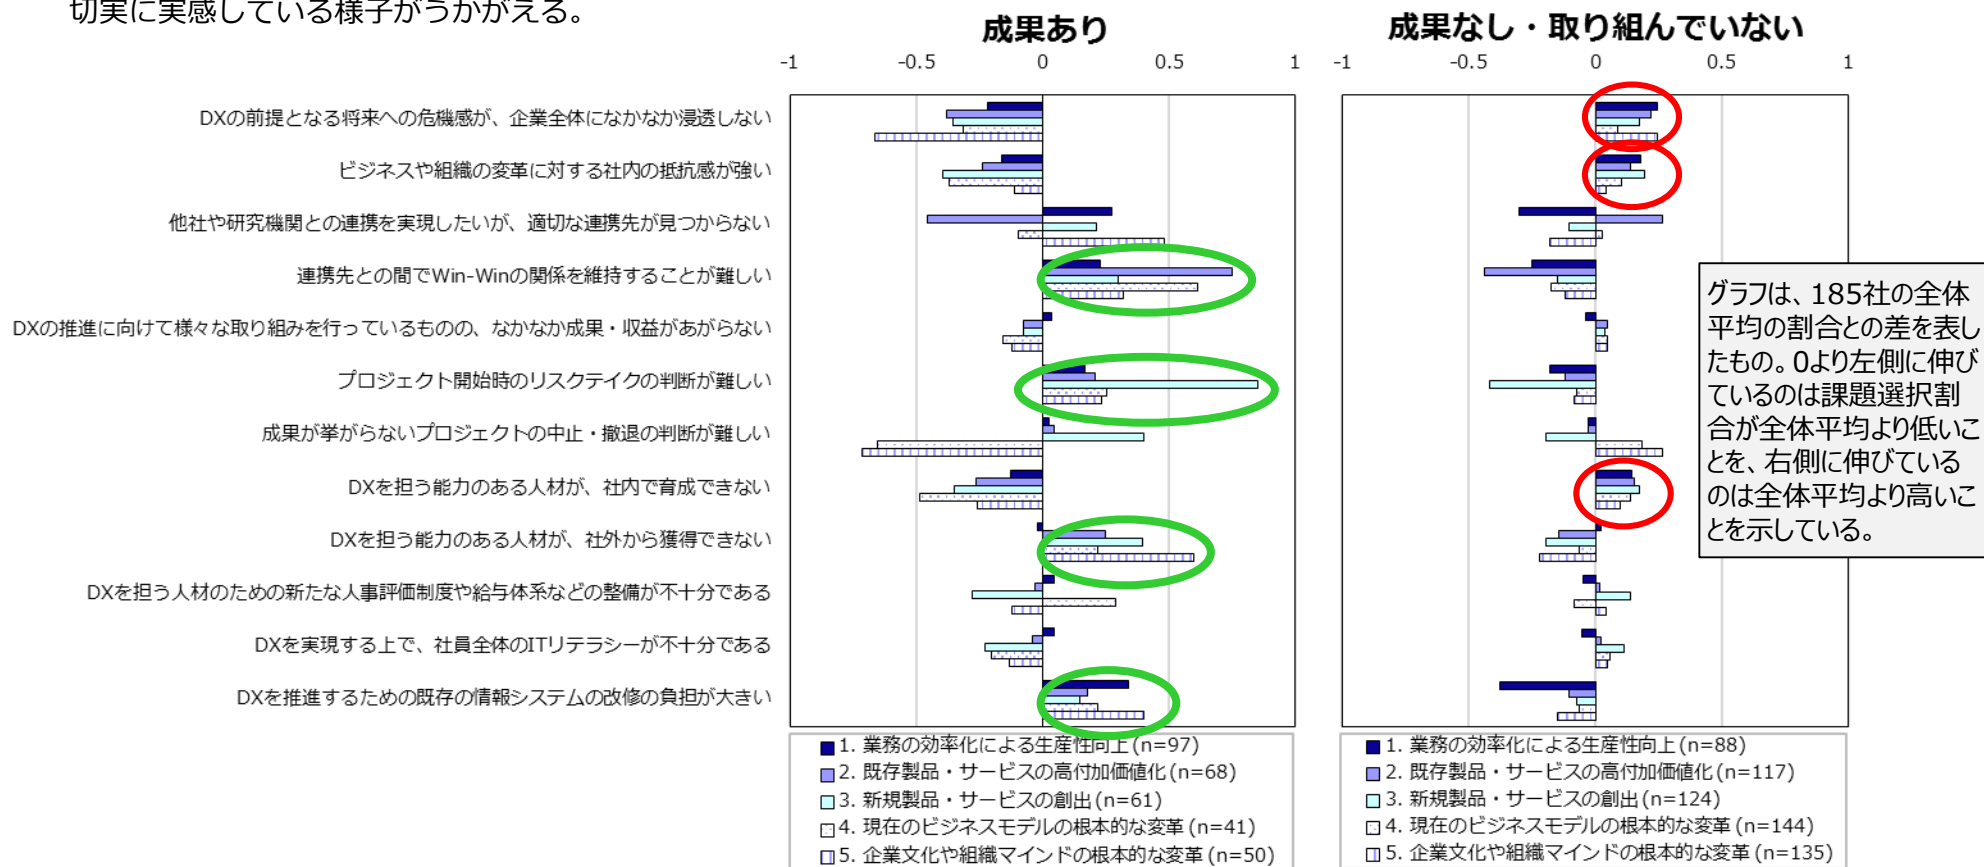 切実に実感している様子がうかがえる。
成果あり
成果なし・取り組んでいない
-1 -0.5 0 0.5 1
-1 -0.5 0 0.5 1
DXの前提となる将来への危機感が、企業全体になかなか浸透しない
ビジネスや組織の変革に対する社内の抵抗感が強い
他社や研究機関との連携を実現したいが、適切な連携先が見つからない
連携先との間でWin-Winの関係を維持することが難しい
DXの推進に向けて様々な取り組みを行っているものの、なかなか成果・収益があがらない
プロジェクト開始時のリスクテイクの判断が難しい
成果が挙がらないプロジェクトの中止・撤退の判断が難しい
DXを担う能力のある人材が、社内で育成できない
DXを担う能力のある人材が、社外から獲得できない
DXを担う人材のための新たな人事評価制度や給与体系などの整備が不十分である
DXを実現する上で、社員全体のITリテラシーが不十分である
DXを推進するための既存の情報システムの改修の負担が大きい
グラフは、185社の全体
平均の割合との差を表し
たもの。0より左側に伸び
ているのは課題選択割
合が全体平均より低いこ
とを、右側に伸びている
のは全体平均より高いこ
とを示している。
1. 業務の効率化による生産性向上(n=97)
2. 既存製品・サービスの高付加価値化(n=68)
3. 新規製品・サービスの創出(n=61)
4. 現在のビジネスモデルの根本的な変革(n=41)
5. 企業文化や組織マインドの根本的な変革(n=50)
1. 業務の効率化による生産性向上(n=88)
2. 既存製品・サービスの高付加価値化(n=117)
3. 新規製品・サービスの創出(n=124)
4. 現在のビジネスモデルの根本的な変革(n=144)
5. 企業文化や組織マインドの根本的な変革(n=135)